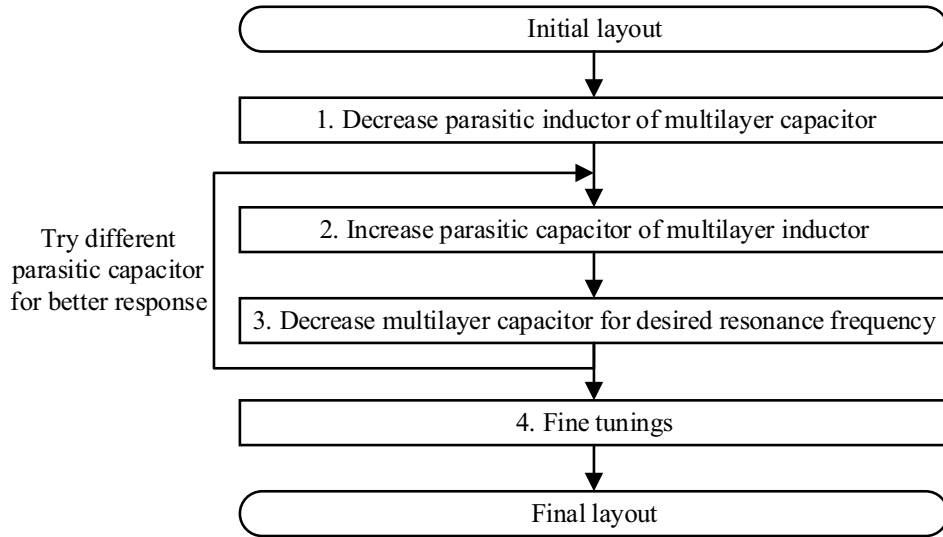 Initial layout
1. Decrease parasitic inductor of multilayer capacitor
2. Increase parasitic capacitor of multilayer inductor
Try different
parasitic capacitor
for better response
3. Decrease multilayer capacitor for desired resonance frequency
4. Fine tunings
Final layout